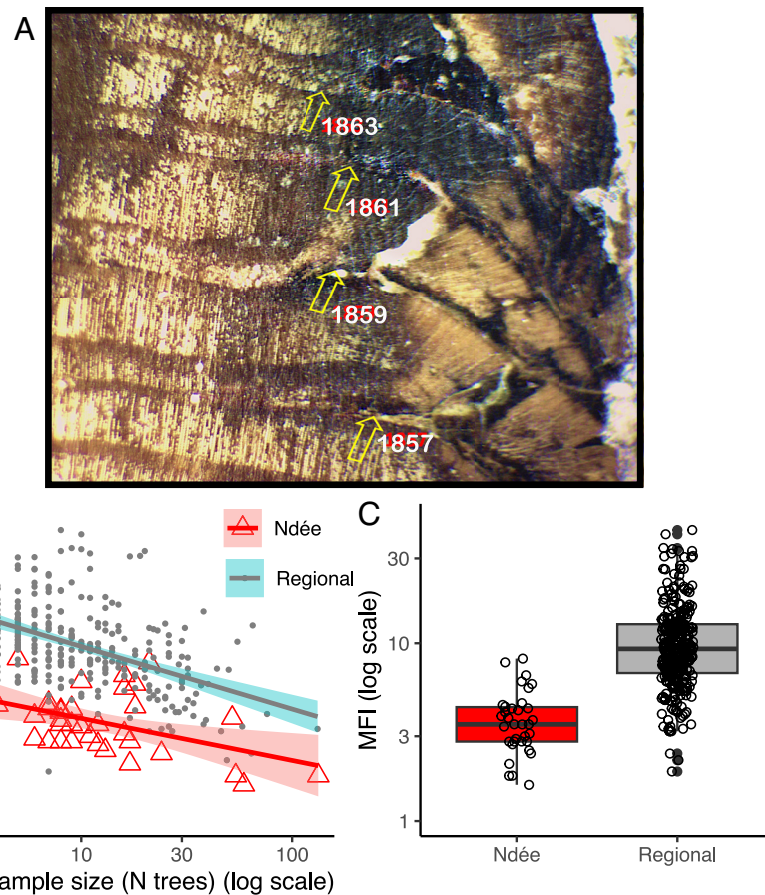 A
1863
1861
1859
1857
Ndée
Regional
10
30
100
ample size (N trees) (log scale)
C
MFI (log scale)
30
10
3
1
Ndée
Regional